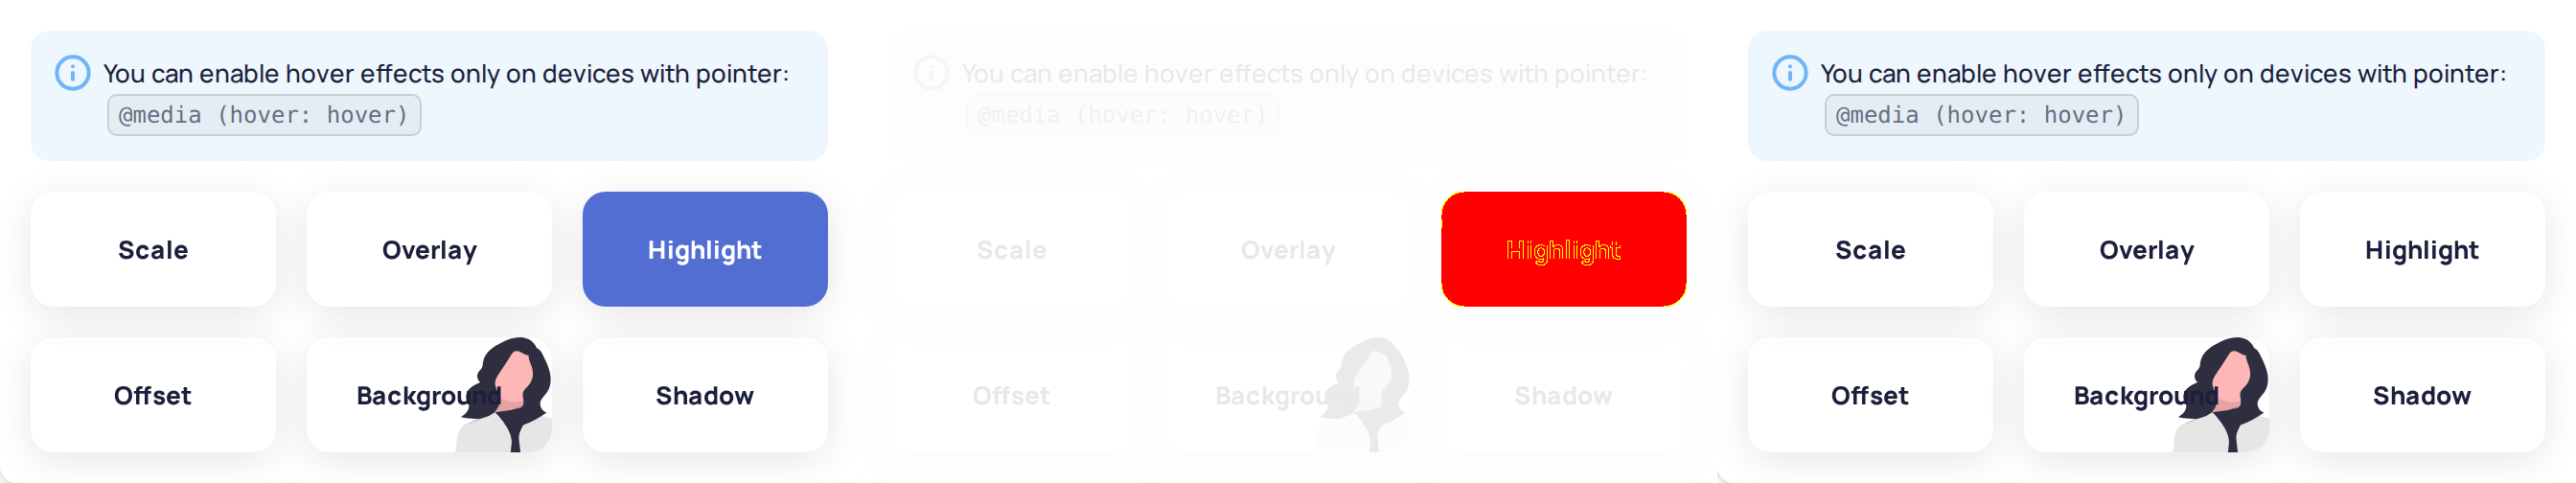 You can enable hover effects only on devices with pointer:
@media (hover: hover)
Scale Overlay Highlight
Offset Background Shadow
You can enable hover effects only on devices with pointer:
@media (hover: hover)
Scale Overlay Highlight
Offset Background Shadow
You can enable hover effects only on devices with pointer:
@media (hover: hover)
Scale Overlay Highlight
Offset Background Shadow